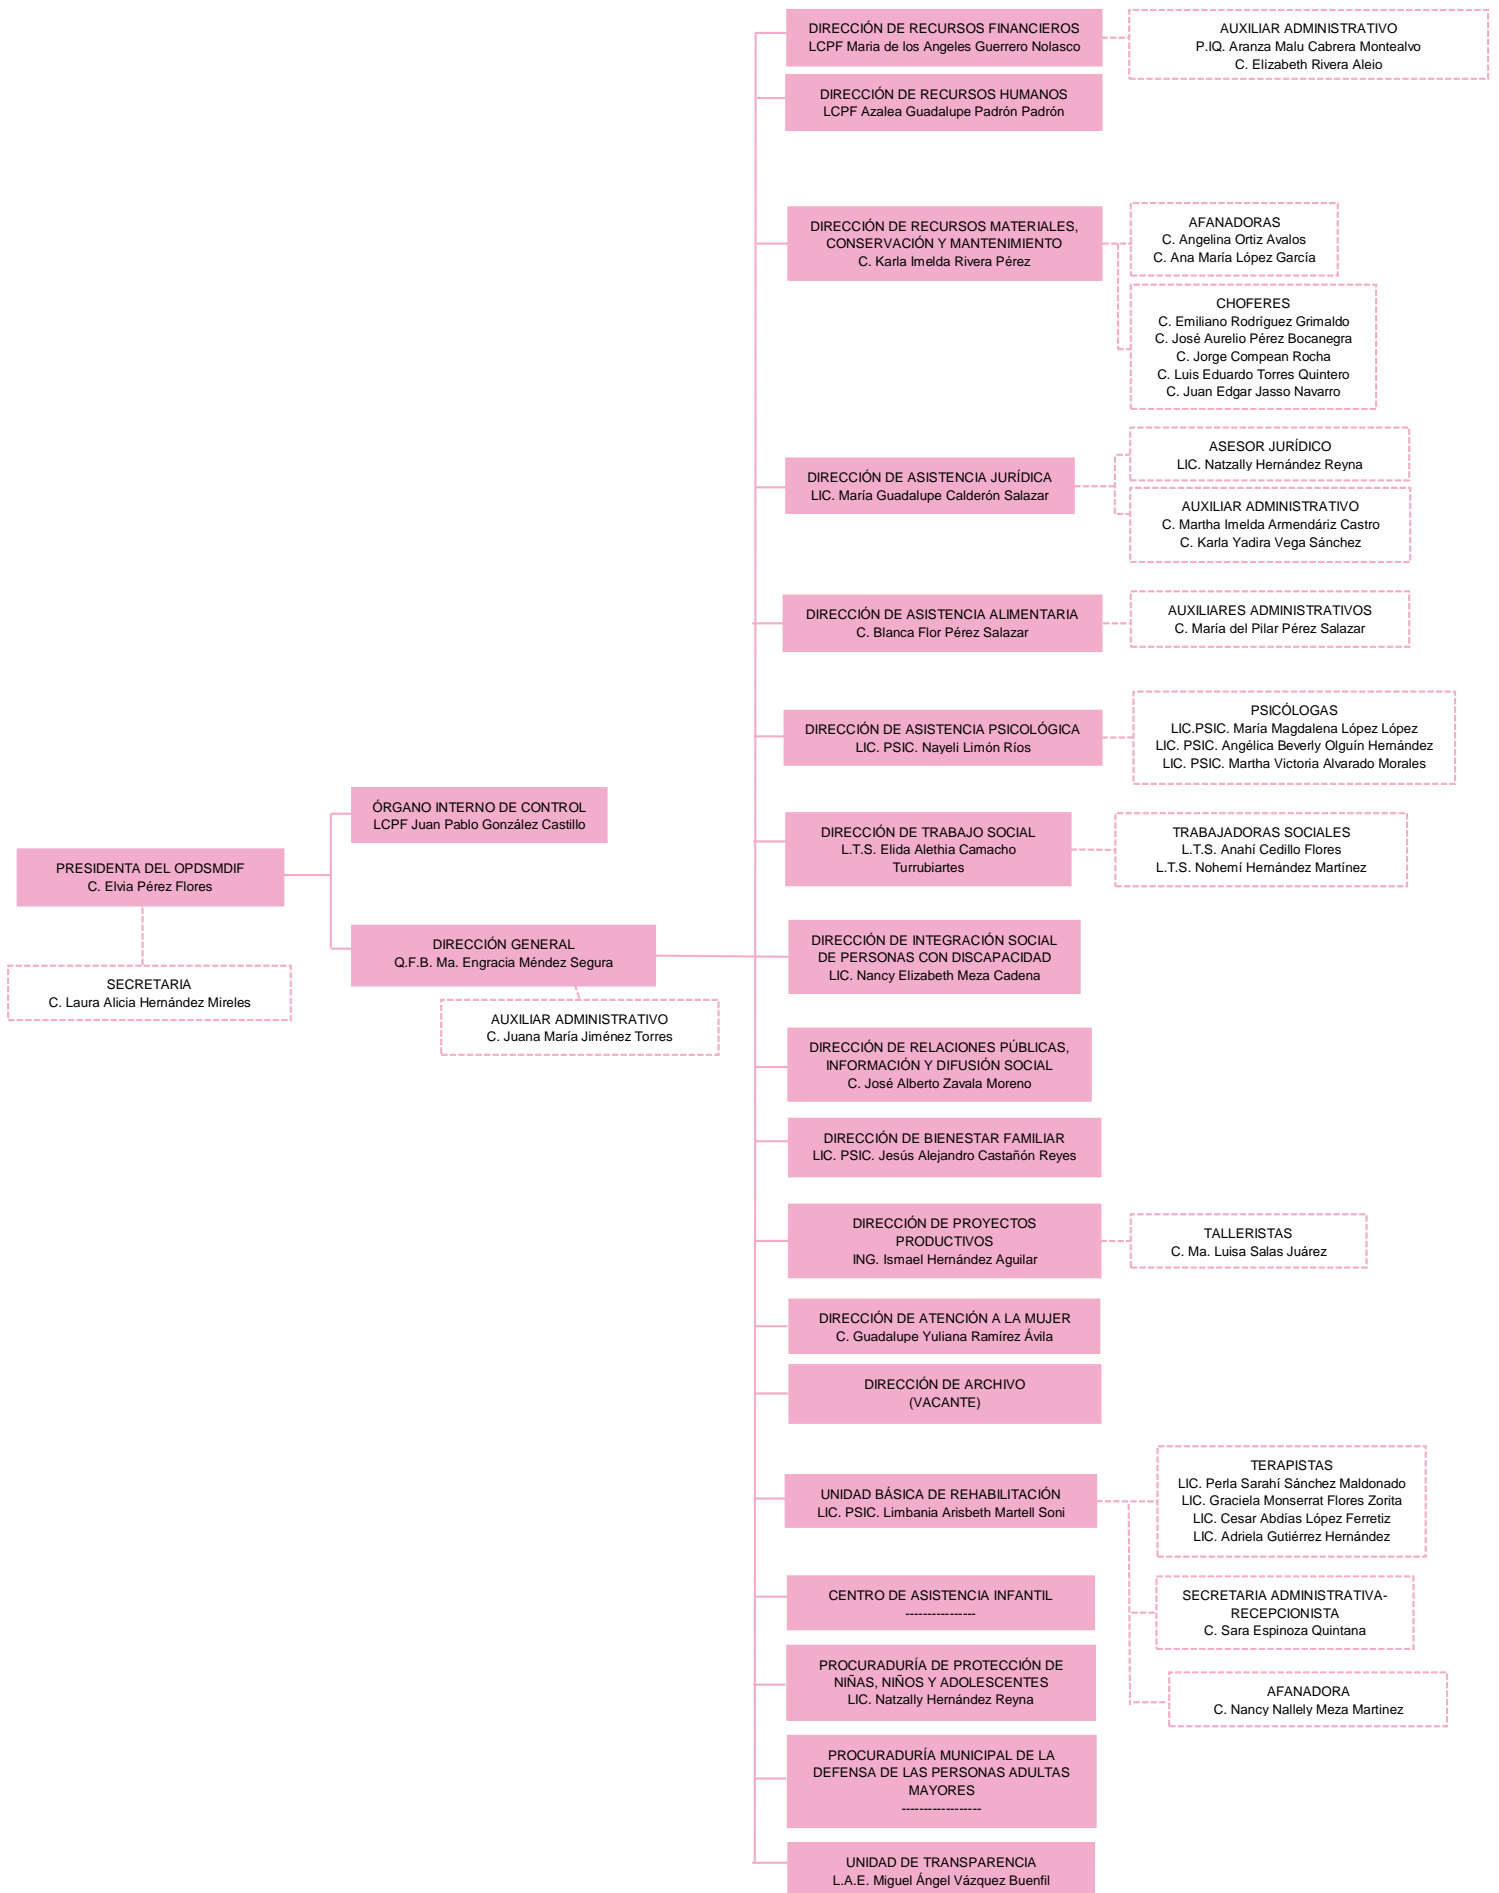 DIRECCIÓN DE RECURSOS FINANCIEROS
LCPF Maria de los Angeles Guerrero Nolasco
AUXILIAR ADMINISTRATIVO
P.IQ. Aranza Malu Cabrera Montealvo
C. Elizabeth Rivera Aleio
DIRECCIÓN DE RECURSOS HUMANOS
LCPF Azalea Guadalupe Padrón Padrón
DIRECCIÓN DE RECURSOS MATERIALES,
CONSERVACIÓN Y MANTENIMIENTO
C. Karla Imelda Rivera Pérez
AFANADORAS
C. Angelina Ortiz Avalos
C. Ana María López García
CHOFERES
C. Emiliano Rodríguez Grimaldo
C. José Aurelio Pérez Bocanegra
C. Jorge Compean Rocha
C. Luis Eduardo Torres Quintero
C. Juan Edgar Jasso Navarro
DIRECCIÓN DE ASISTENCIA JURÍDICA
LIC. María Guadalupe Calderón Salazar
ASESOR JURÍDICO
LIC. Natzally Hernández Reyna
AUXILIAR ADMINISTRATIVO
C. Martha Imelda Armendáriz Castro
C. Karla Yadira Vega Sánchez
DIRECCIÓN DE ASISTENCIA ALIMENTARIA
C. Blanca Flor Pérez Salazar
AUXILIARES ADMINISTRATIVOS
C. María del Pilar Pérez Salazar
DIRECCIÓN DE ASISTENCIA PSICOLÓGICA
LIC. PSIC. Nayeli Limón Ríos
PSICÓLOGAS
LIC.PSIC. María Magdalena López López
LIC. PSIC. Angélica Beverly Olguín Hernández
LIC. PSIC. Martha Victoria Alvarado Morales
ÓRGANO INTERNO DE CONTROL
LCPF Juan Pablo González Castillo
PRESIDENTA DEL OPDSMDIF
C. Elvia Pérez Flores
DIRECCIÓN DE TRABAJO SOCIAL
L.T.S. Elida Alethia Camacho
Turrubiartes
TRABAJADORAS SOCIALES
L.T.S. Anahí Cedillo Flores
L.T.S. Nohemí Hernández Martínez
DIRECCIÓN GENERAL
Q.F.B. Ma. Engracia Méndez Segura
SECRETARIA
C. Laura Alicia Hernández Mireles
AUXILIAR ADMINISTRATIVO
C. Juana María Jiménez Torres
DIRECCIÓN DE INTEGRACIÓN SOCIAL
DE PERSONAS CON DISCAPACIDAD
LIC. Nancy Elizabeth Meza Cadena
DIRECCIÓN DE RELACIONES PÚBLICAS,
INFORMACIÓN Y DIFUSIÓN SOCIAL
C. José Alberto Zavala Moreno
DIRECCIÓN DE BIENESTAR FAMILIAR
LIC. PSIC. Jesús Alejandro Castañón Reyes
DIRECCIÓN DE PROYECTOS
PRODUCTIVOS
ING. Ismael Hernández Aguilar
TALLERISTAS
C. Ma. Luisa Salas Juárez
DIRECCIÓN DE ATENCIÓN A LA MUJER
C. Guadalupe Yuliana Ramírez Ávila
DIRECCIÓN DE ARCHIVO
(VACANTE)
UNIDAD BÁSICA DE REHABILITACIÓN
LIC. PSIC. Limbania Arisbeth Martell Soni
TERAPISTAS
LIC. Perla Sarahí Sánchez Maldonado
LIC. Graciela Monserrat Flores Zorita
LIC. Cesar Abdías López Ferretiz
LIC. Adriela Gutiérrez Hernández
CENTRO DE ASISTENCIA INFANTIL
----------------
SECRETARIA ADMINISTRATIVA-
RECEPCIONISTA
C. Sara Espinoza Quintana
PROCURADURÍA DE PROTECCIÓN DE
NIÑAS, NIÑOS Y ADOLESCENTES
LIC. Natzally Hernández Reyna
AFANADORA
C. Nancy Nallely Meza Martinez
PROCURADURÍA MUNICIPAL DE LA
DEFENSA DE LAS PERSONAS ADULTAS
MAYORES
------------------
UNIDAD DE TRANSPARENCIA
L.A.E. Miguel Ángel Vázquez Buenfil